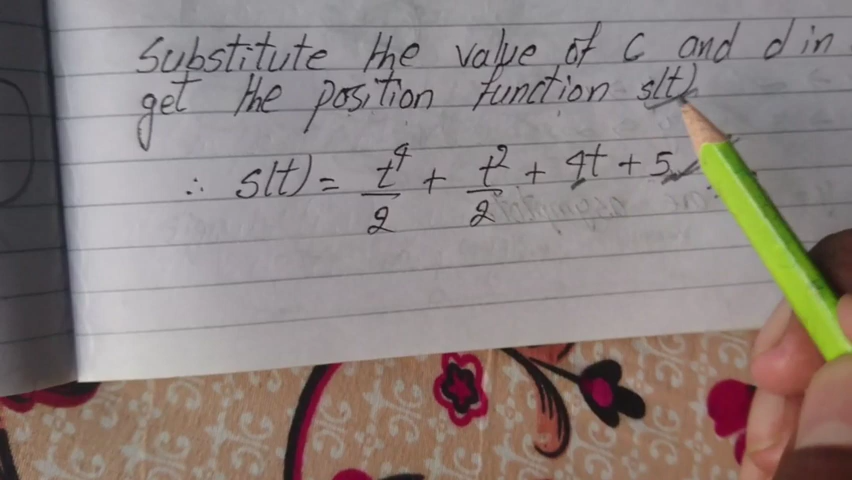 Substitute the value of c and d in
get the position function s(t)
∴ s(t) = t⁴/2 + t²/2 + 4t + 5